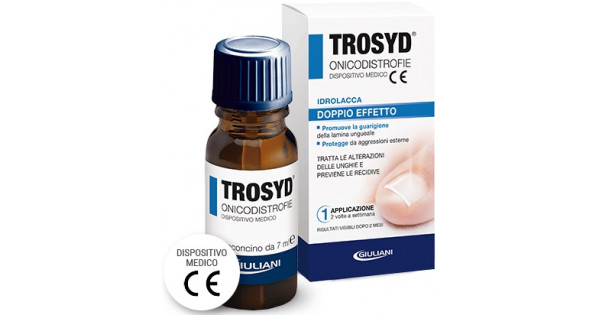 TROSYD®
ONICODISTROFIE
DISPOSITIVO MEDICO CE
IDROLACCA
DOPPIO EFFETTO
• Promuove la guarigione
della lamina ungueale
• Protegge da aggressioni esterne
TRATTA LE ALTERAZIONI
DELLE UNGHIE E
PREVIENE LE RECIDIVE
1 APPLICAZIONE
2 volte a settimana
RISULTATI VISIBILI DOPO 2 MESI
GIULIANI
TROSYD®
ONICODISTROFIE
DISPOSITIVO MEDICO
concino da 7 ml e
GIULIANI
DISPOSITIVO
MEDICO
CE